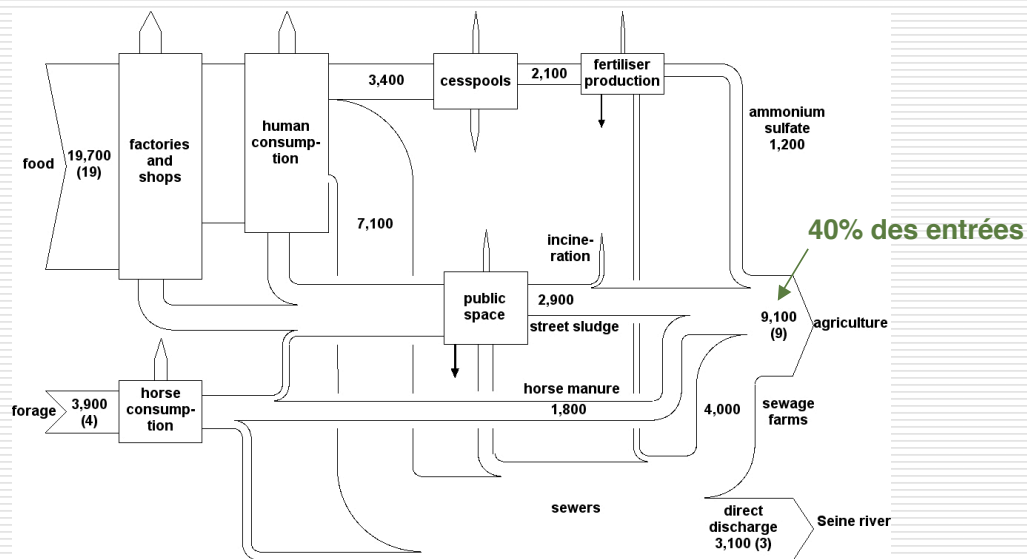 food
19,700
(19)
factories
and
shops
human
consump-
tion
3,400
cesspools
2,100
fertiliser
production
ammonium
sulfate
1,200
7,100
40% des entrées
incine-
ration
public
space
2,900
street sludge
9,100
(9)
agriculture
forage
3,900
(4)
horse
consump-
tion
horse manure
1,800
4,000
sewage
farms
sewers
direct
discharge
3,100 (3)
Seine river